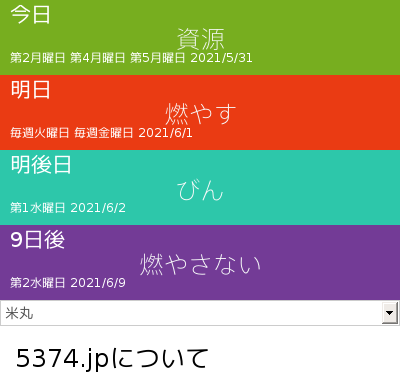 今日
資源
第2月曜日 第4月曜日 第5月曜日 2021/5/31
明日
燃やす
毎週火曜日 毎週金曜日 2021/6/1
明後日
びん
第1水曜日 2021/6/2
9日後
燃やさない
第2水曜日 2021/6/9
米丸
5374.jpについて